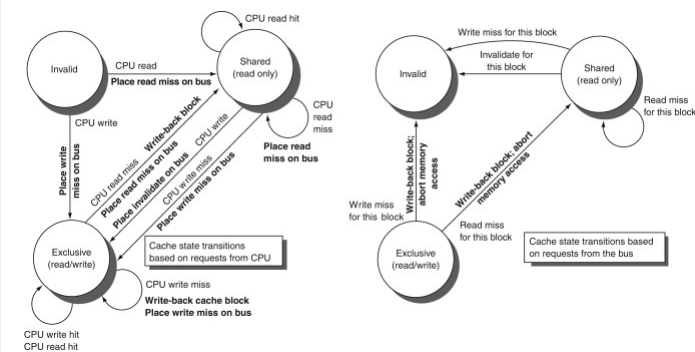 CPU read hit
Invalid
CPU read
Place read miss on bus
Shared
(read only)
CPU
read
miss
Place read
miss on bus
CPU write
Place write
miss on bus
CPU read miss
Write-back block
Place read miss on bus
CPU write
Place invalidate on bus
CPU write miss
Place write miss on bus
Exclusive
(read/write)
Cache state transitions
based on requests from CPU
CPU write miss
Write-back cache block
Place write miss on bus
CPU write hit
CPU read hit
Write miss for this block
Invalidate for
this block
Invalid
Shared
(read only)
Read miss
for this block
Write-back block;
abort memory
access
Write-back block; abort
memory access
Write miss
for this block
Read miss
for this block
Exclusive
(read/write)
Cache state transitions based
on requests from the bus